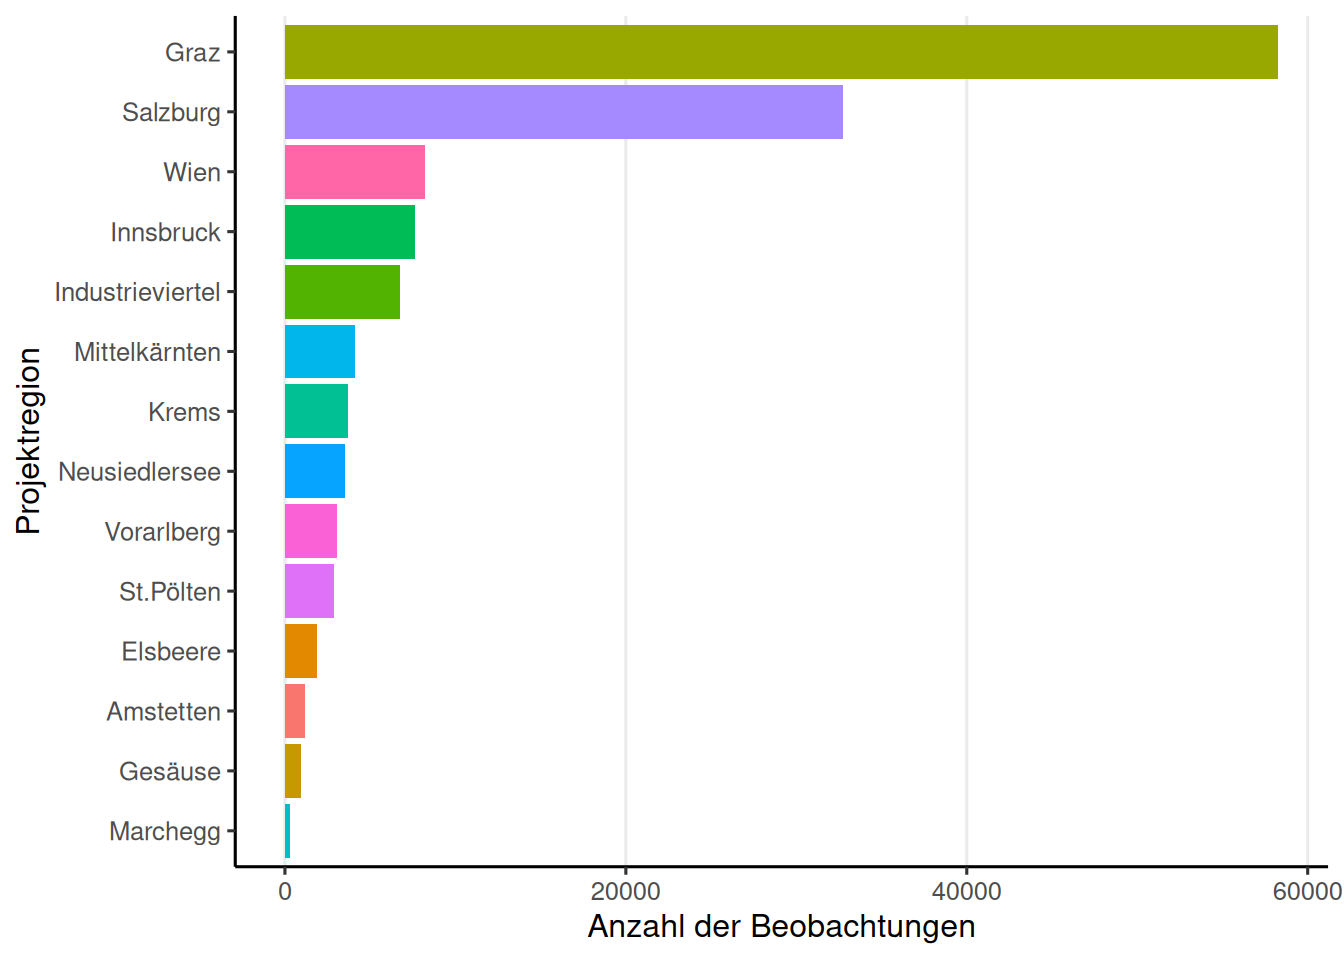 Projektregion
Graz
Salzburg
Wien
Innsbruck
Industrieviertel
Mittelkärnten
Krems
Neusiedlersee
Vorarlberg
St.Pölten
Elsbeere
Amstetten
Gesäuse
Marchegg
0 20000 40000 60000
Anzahl der Beobachtungen